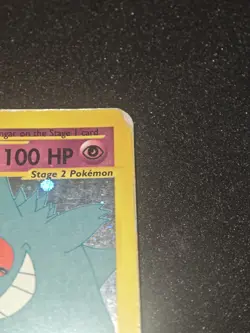 ngar on the Stage 1 card
100 HP
Stage 2 Pokémon